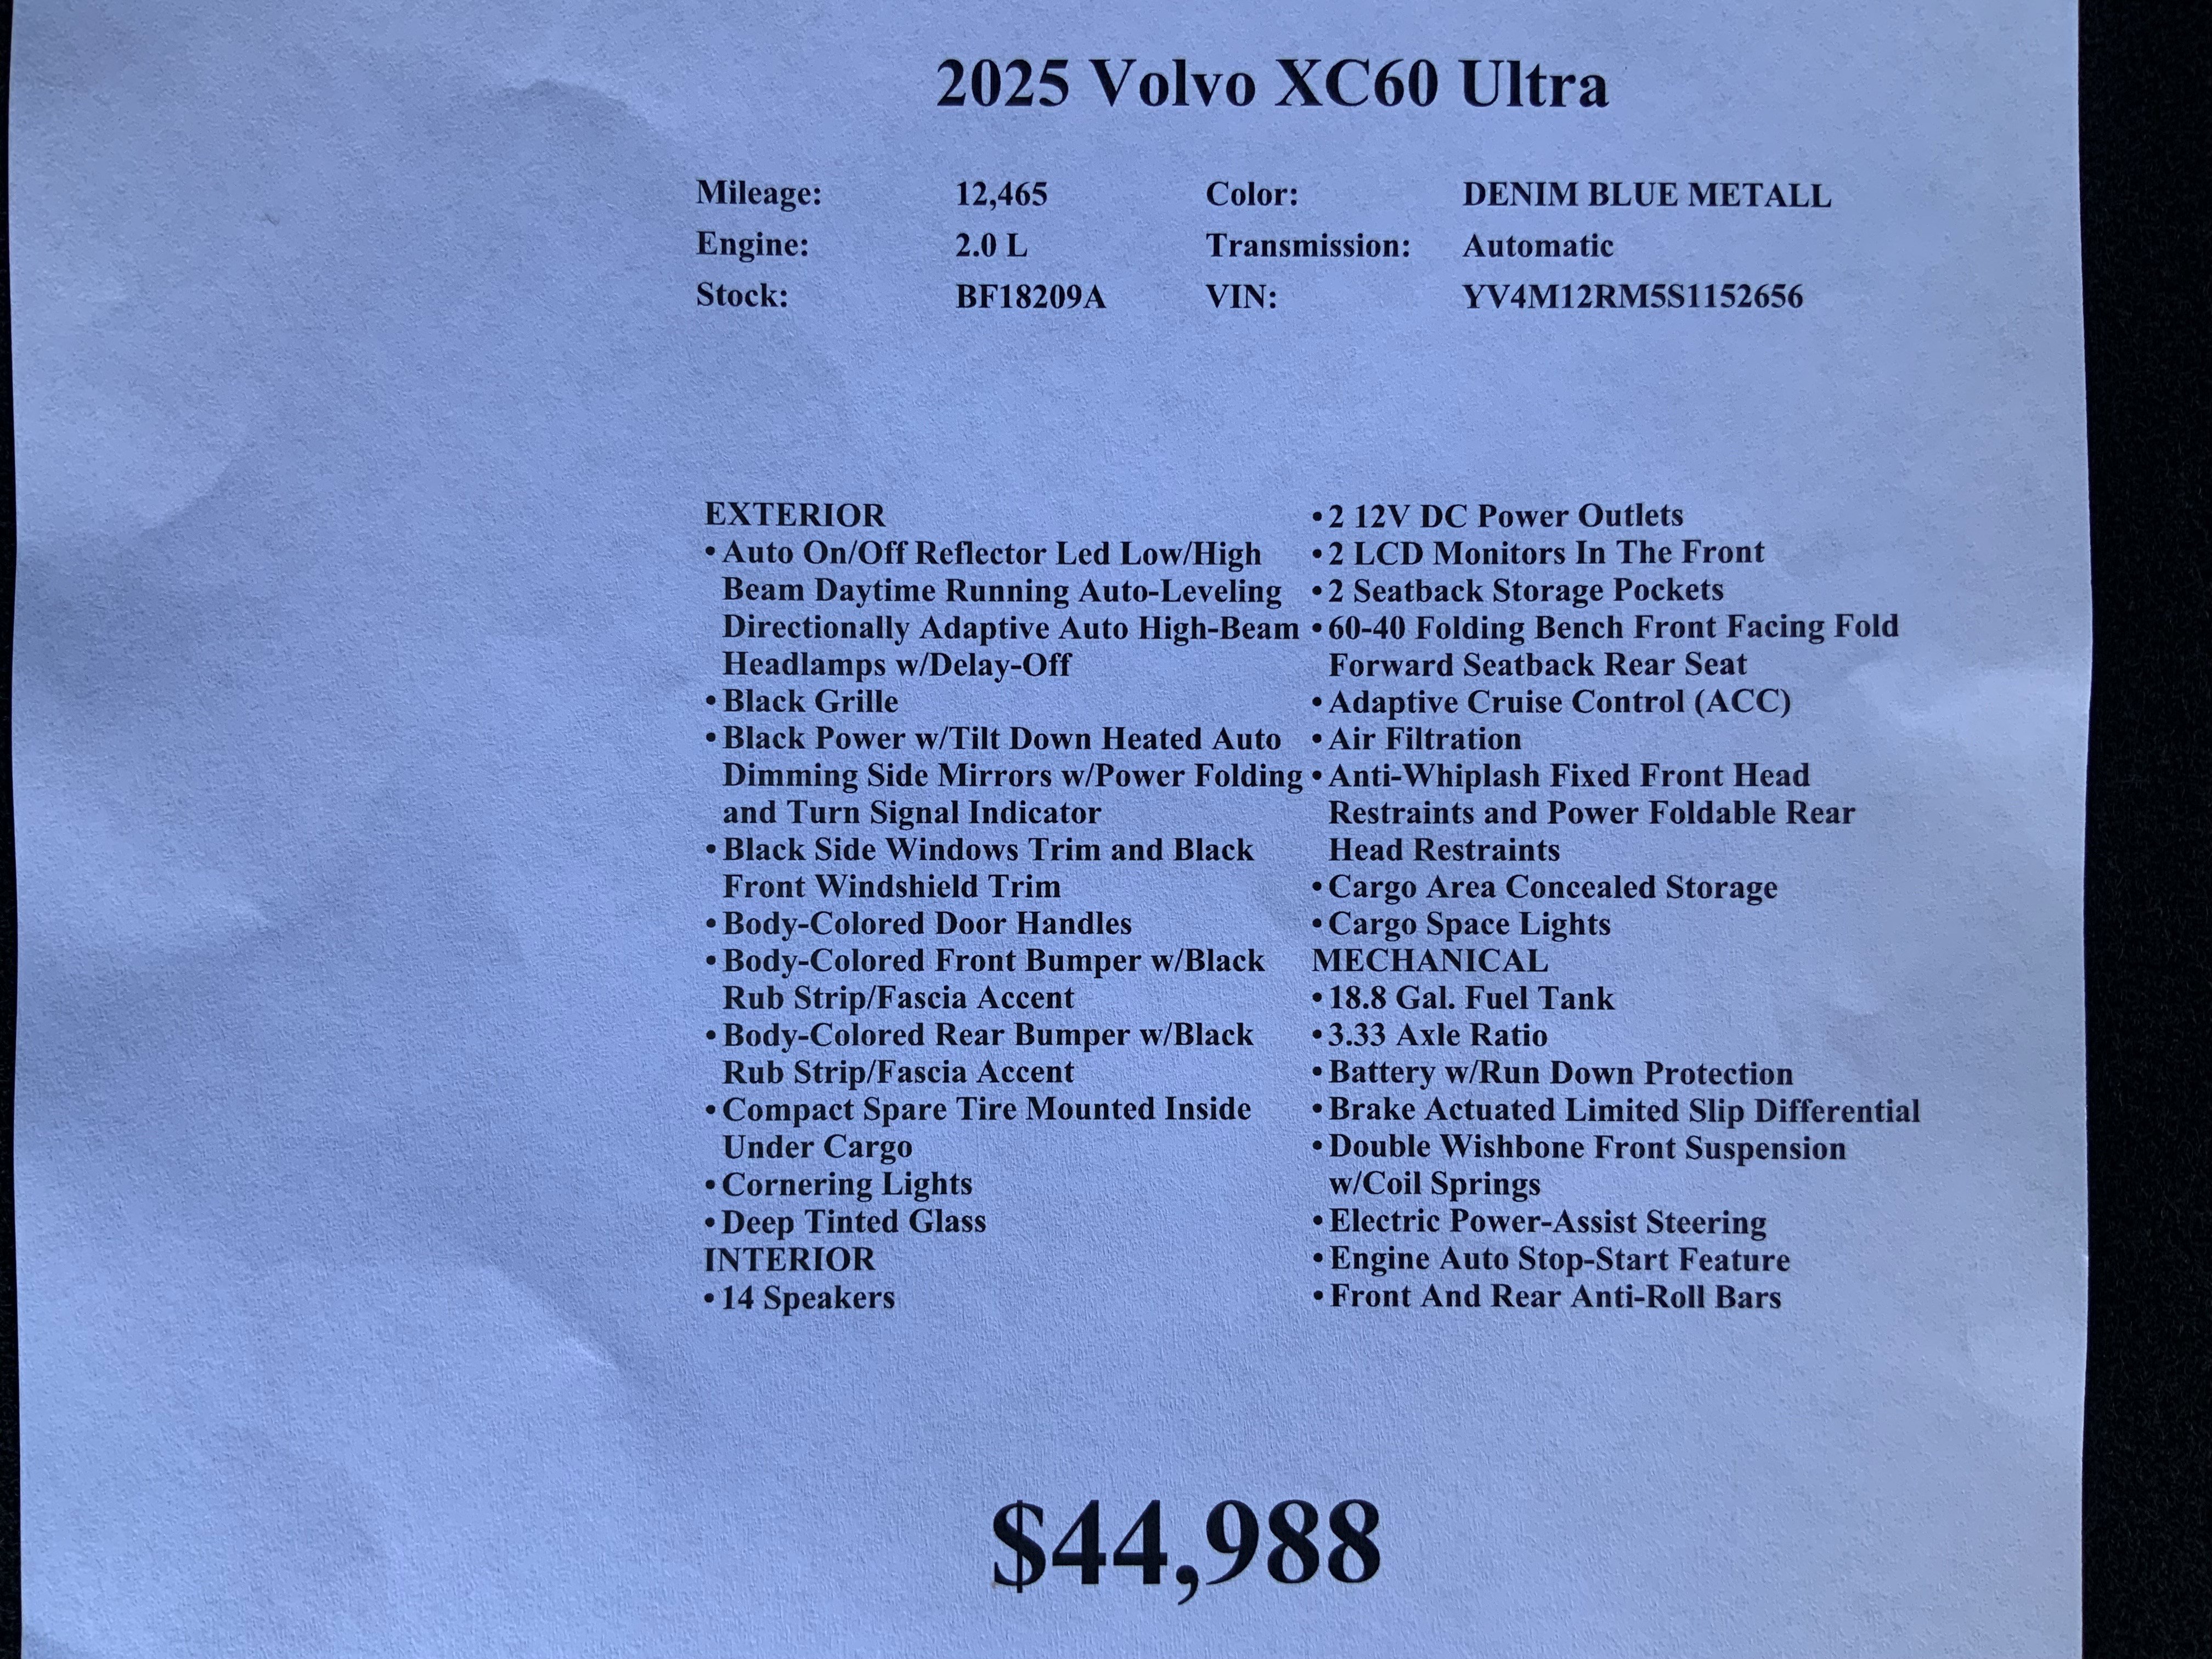 2025 Volvo XC60 Ultra
Mileage: 12,465 Color: DENIM BLUE METALL
Engine: 2.0 L Transmission: Automatic
Stock: BF18209A VIN: YV4M12RM5S1152656
EXTERIOR
• Auto On/Off Reflector Led Low/High
Beam Daytime Running Auto-Leveling
Directionally Adaptive Auto High-Beam
Headlamps w/Delay-Off
• Black Grille
• Black Power w/Tilt Down Heated Auto
Dimming Side Mirrors w/Power Folding
and Turn Signal Indicator
• Black Side Windows Trim and Black
Front Windshield Trim
• Body-Colored Door Handles
• Body-Colored Front Bumper w/Black
Rub Strip/Fascia Accent
• Body-Colored Rear Bumper w/Black
Rub Strip/Fascia Accent
• Compact Spare Tire Mounted Inside
Under Cargo
• Cornering Lights
• Deep Tinted Glass
INTERIOR
• 14 Speakers
• 2 12V DC Power Outlets
• 2 LCD Monitors In The Front
• 2 Seatback Storage Pockets
• 60-40 Folding Bench Front Facing Fold
Forward Seatback Rear Seat
• Adaptive Cruise Control (ACC)
• Air Filtration
• Anti-Whiplash Fixed Front Head
Restraints and Power Foldable Rear
Head Restraints
• Cargo Area Concealed Storage
• Cargo Space Lights
MECHANICAL
• 18.8 Gal. Fuel Tank
• 3.33 Axle Ratio
• Battery w/Run Down Protection
• Brake Actuated Limited Slip Differential
• Double Wishbone Front Suspension
w/Coil Springs
• Electric Power-Assist Steering
• Engine Auto Stop-Start Feature
• Front And Rear Anti-Roll Bars
$44,988